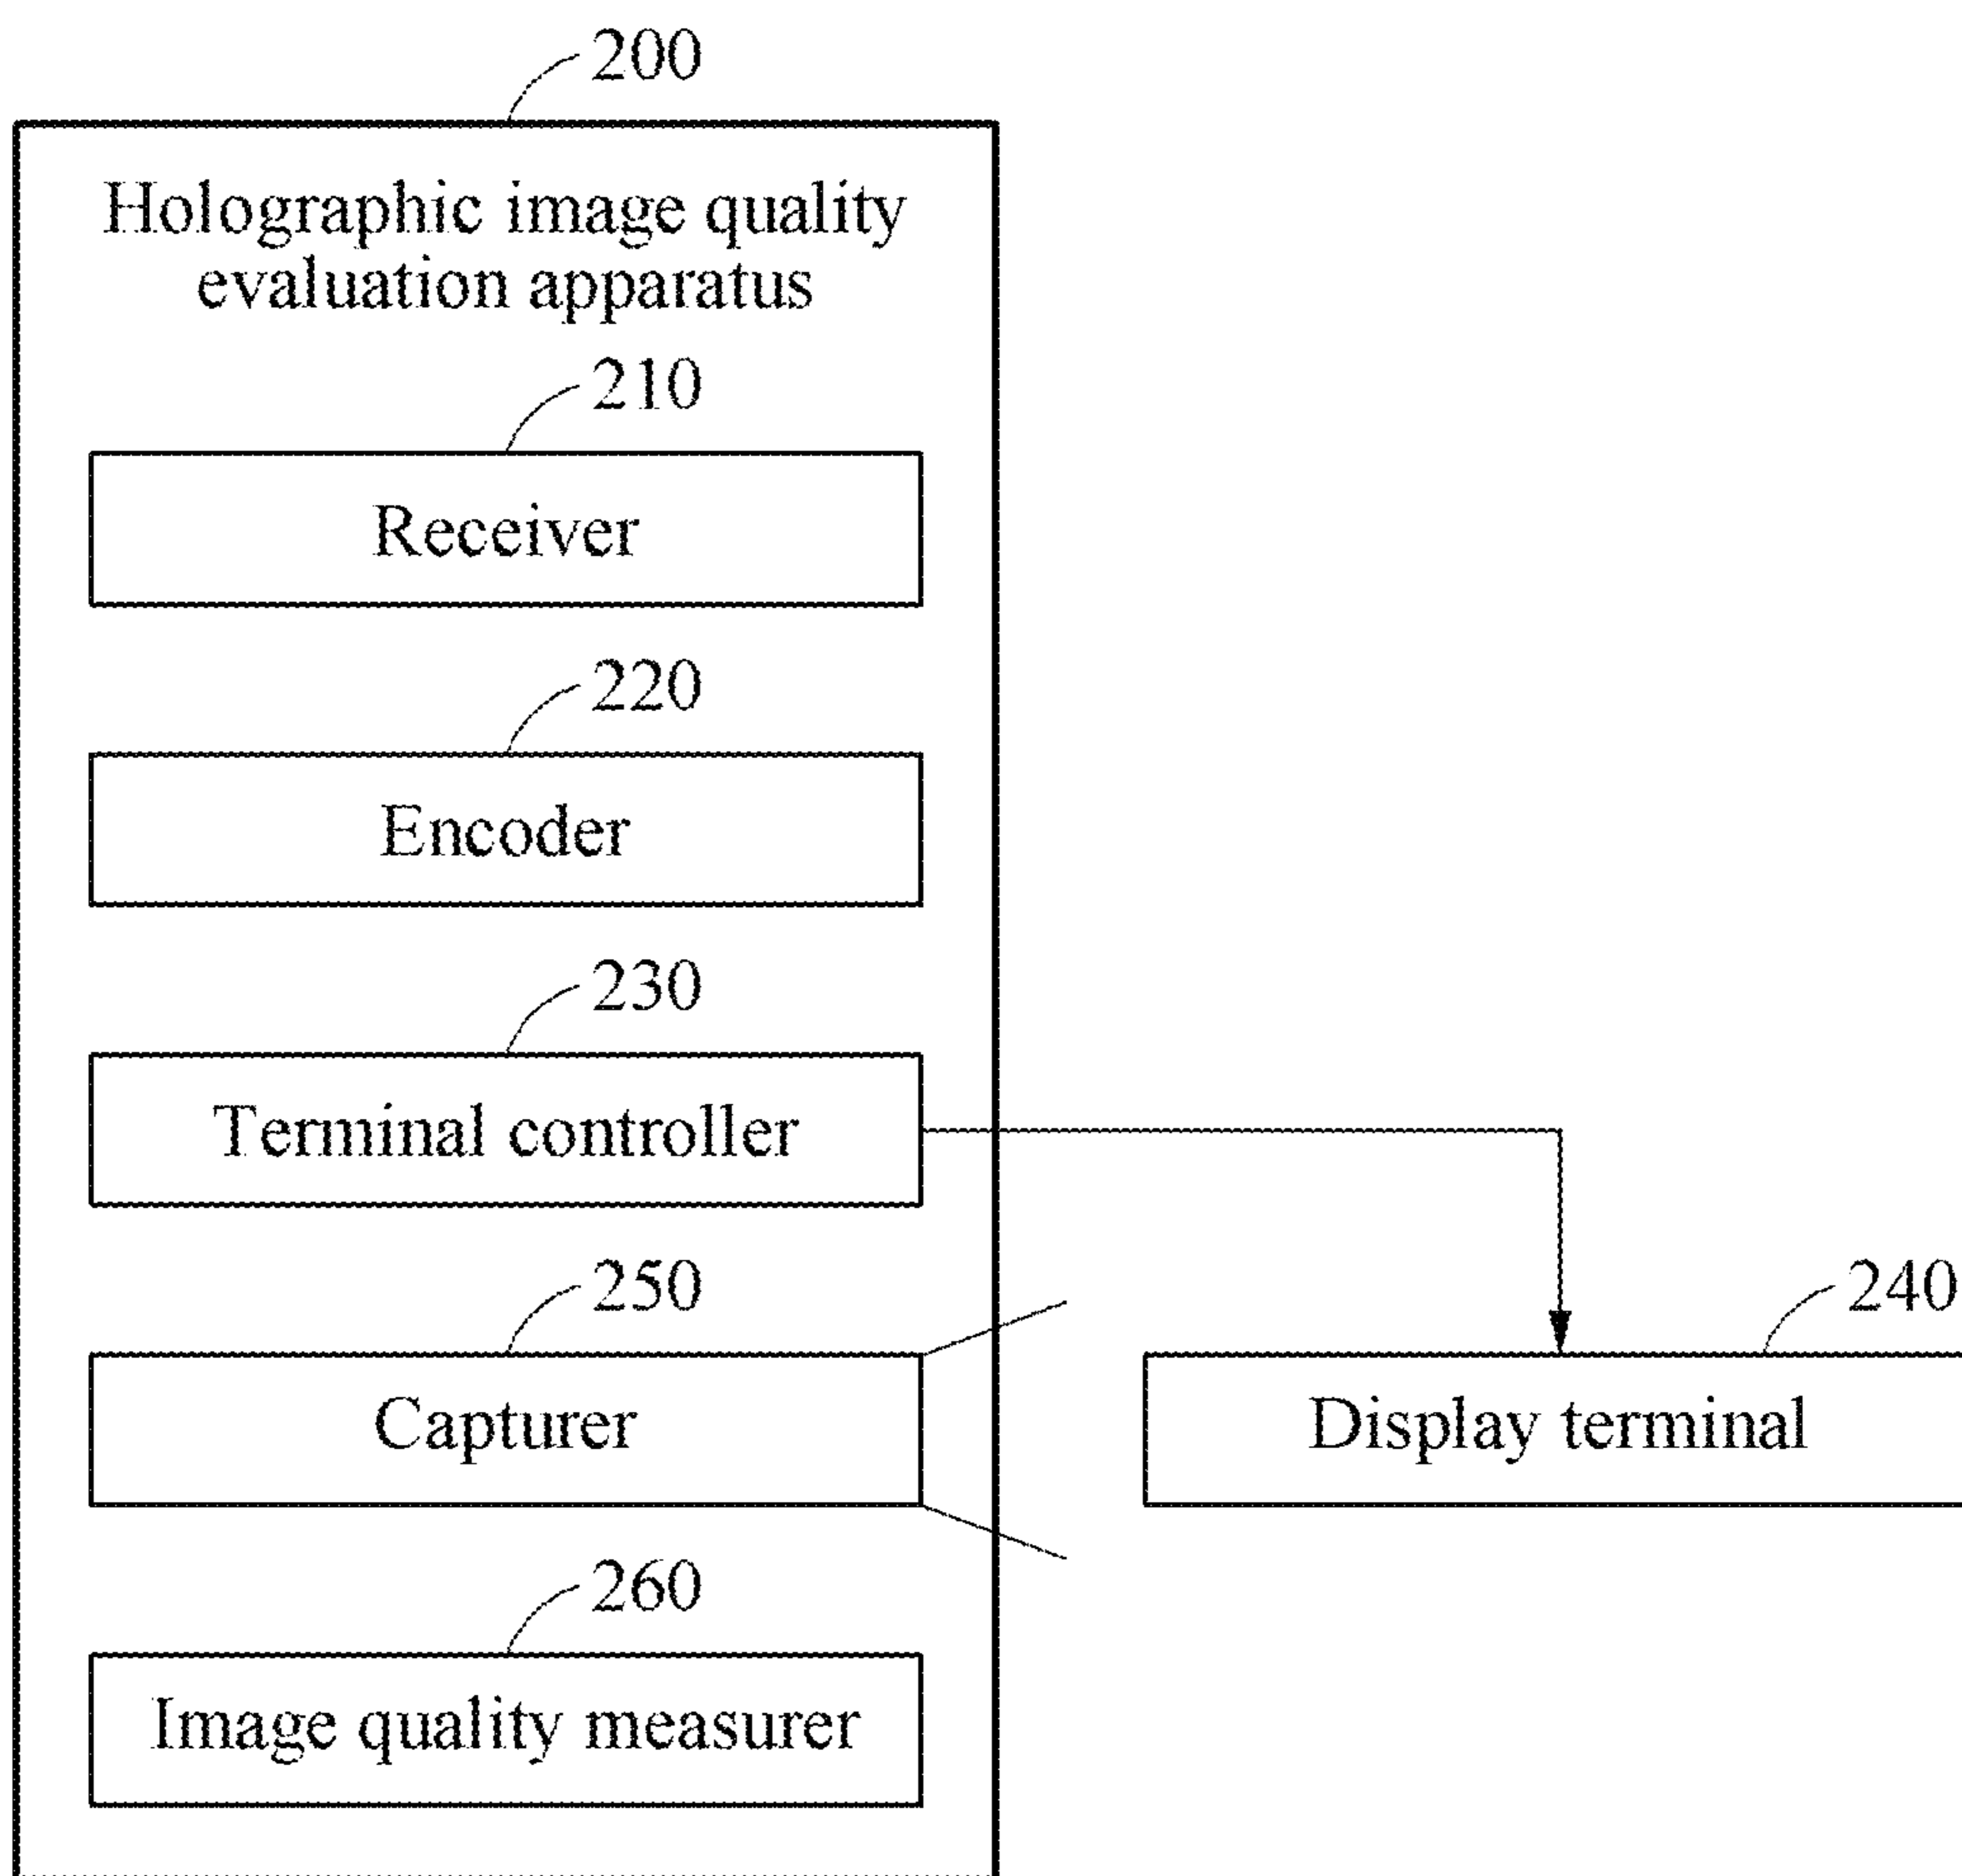 200
Holographic image quality
evaluation apparatus
210
Receiver
220
Encoder
230
Terminal controller
250
Capturer
240
Display terminal
260
Image quality measurer